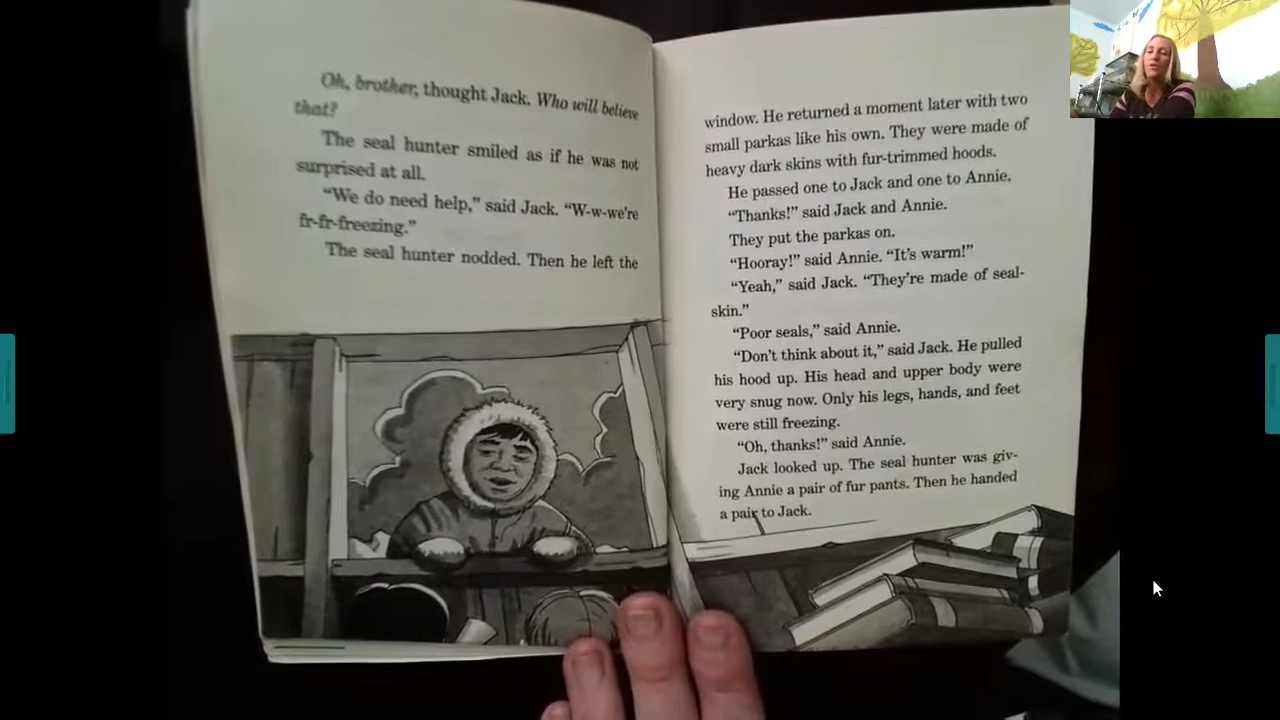 Oh, brother, thought Jack. Who will believe
that?
The seal hunter smiled as if he was not
surprised at all.
“We do need help,” said Jack. “W-w-we're
fr-fr-freezing.”
The seal hunter nodded. Then he left the
window. He returned a moment later with two
small parkas like his own. They were made of
heavy dark skins with fur-trimmed hoods.
He passed one to Jack and one to Annie.
“Thanks!” said Jack and Annie.
They put the parkas on.
“Hooray!” said Annie. “It's warm!”
“Yeah,” said Jack. “They're made of seal-
skin.”
“Poor seals,” said Annie.
“Don't think about it,” said Jack. He pulled
his hood up. His head and upper body were
very snug now. Only his legs, hands, and feet
were still freezing.
“Oh, thanks!” said Annie.
Jack looked up. The seal hunter was giv-
ing Annie a pair of fur pants. Then he handed
a pair to Jack.